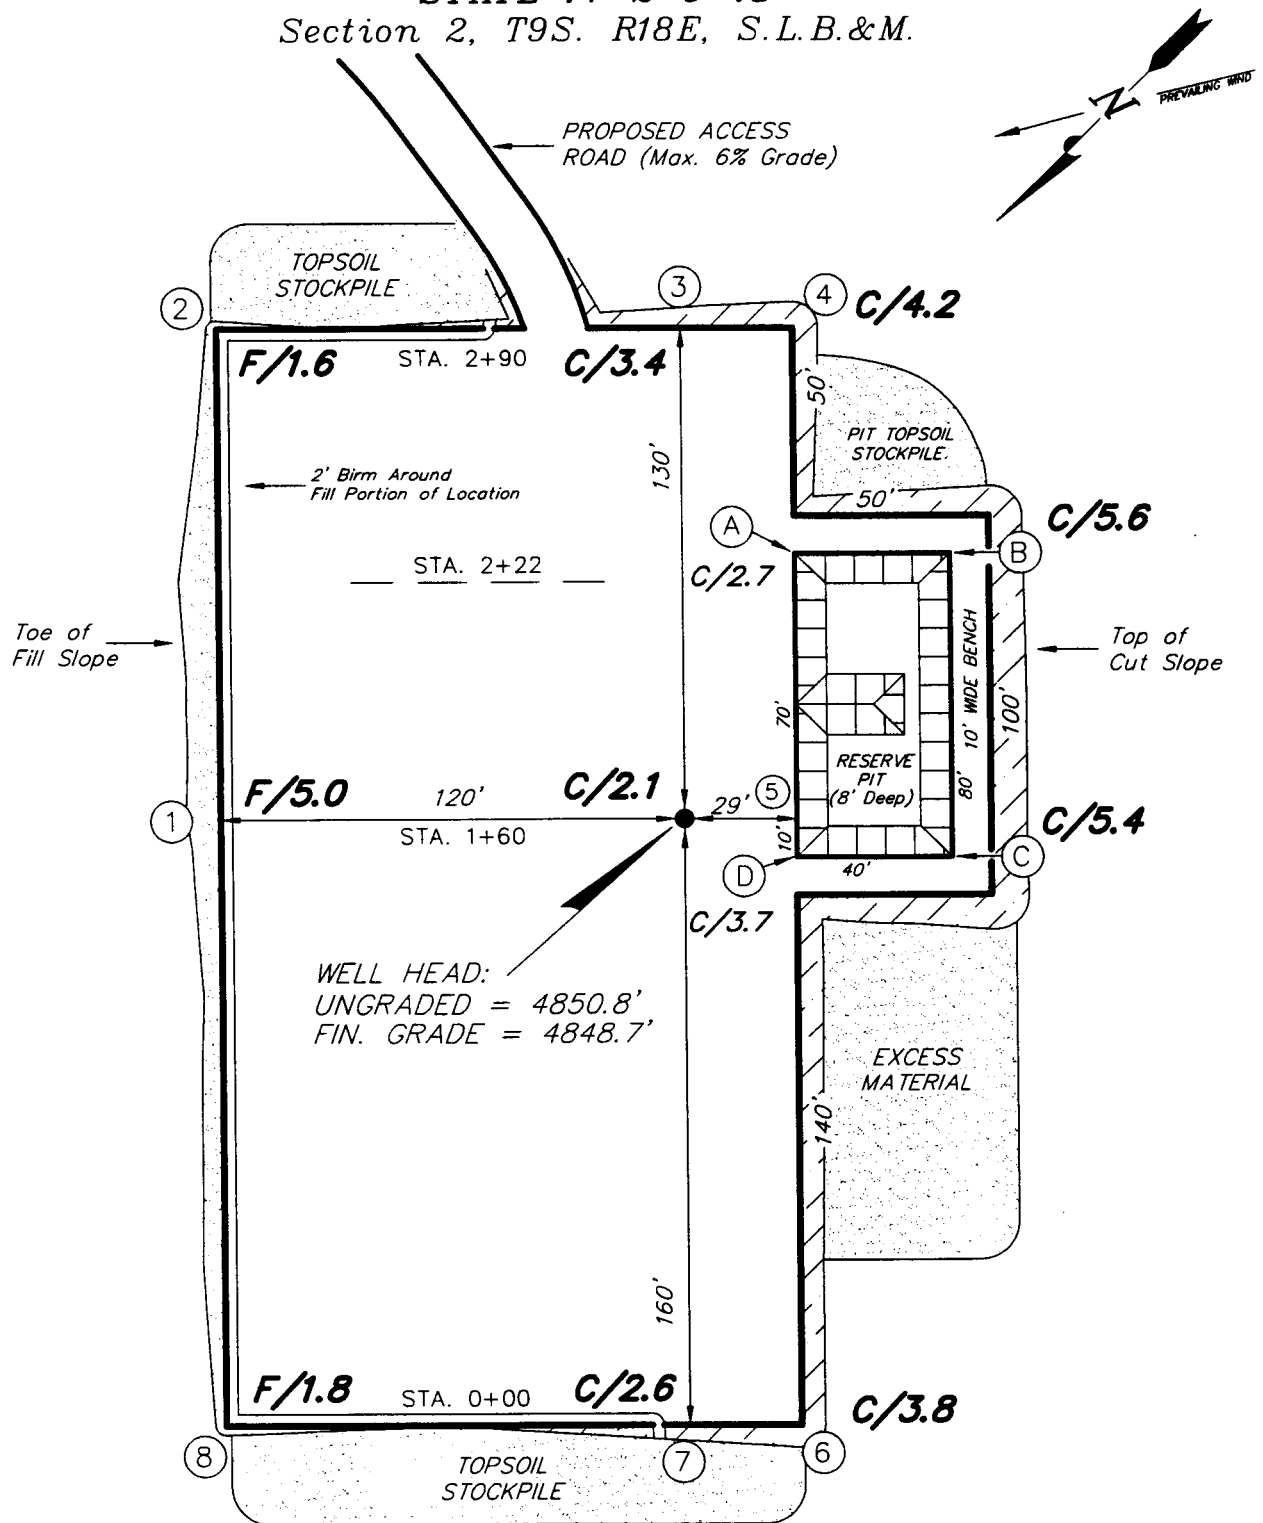 Section 2, T9S. R18E, S.L.B.&M.
N
PREVAILING WIND
PROPOSED ACCESS
ROAD (Max. 6% Grade)
TOPSOIL
STOCKPILE
2
3
4
C/4.2
F/1.6
STA. 2+90
C/3.4
50'
PIT TOPSOIL
STOCKPILE.
2' Birm Around
Fill Portion of Location
130'
50'
C/5.6
A
B
STA. 2+22
C/2.7
Toe of
Fill Slope
Top of
Cut Slope
10' WIDE BENCH
100'
70'
RESERVE
PIT
(8' Deep)
80'
F/5.0
120'
C/2.1
29'
5
1
STA. 1+60
10'
C/5.4
D
40'
C
C/3.7
WELL HEAD:
UNGRADED = 4850.8'
FIN. GRADE = 4848.7'
EXCESS
MATERIAL
140'
160'
F/1.8
STA. 0+00
C/2.6
C/3.8
8
7
6
TOPSOIL
STOCKPILE